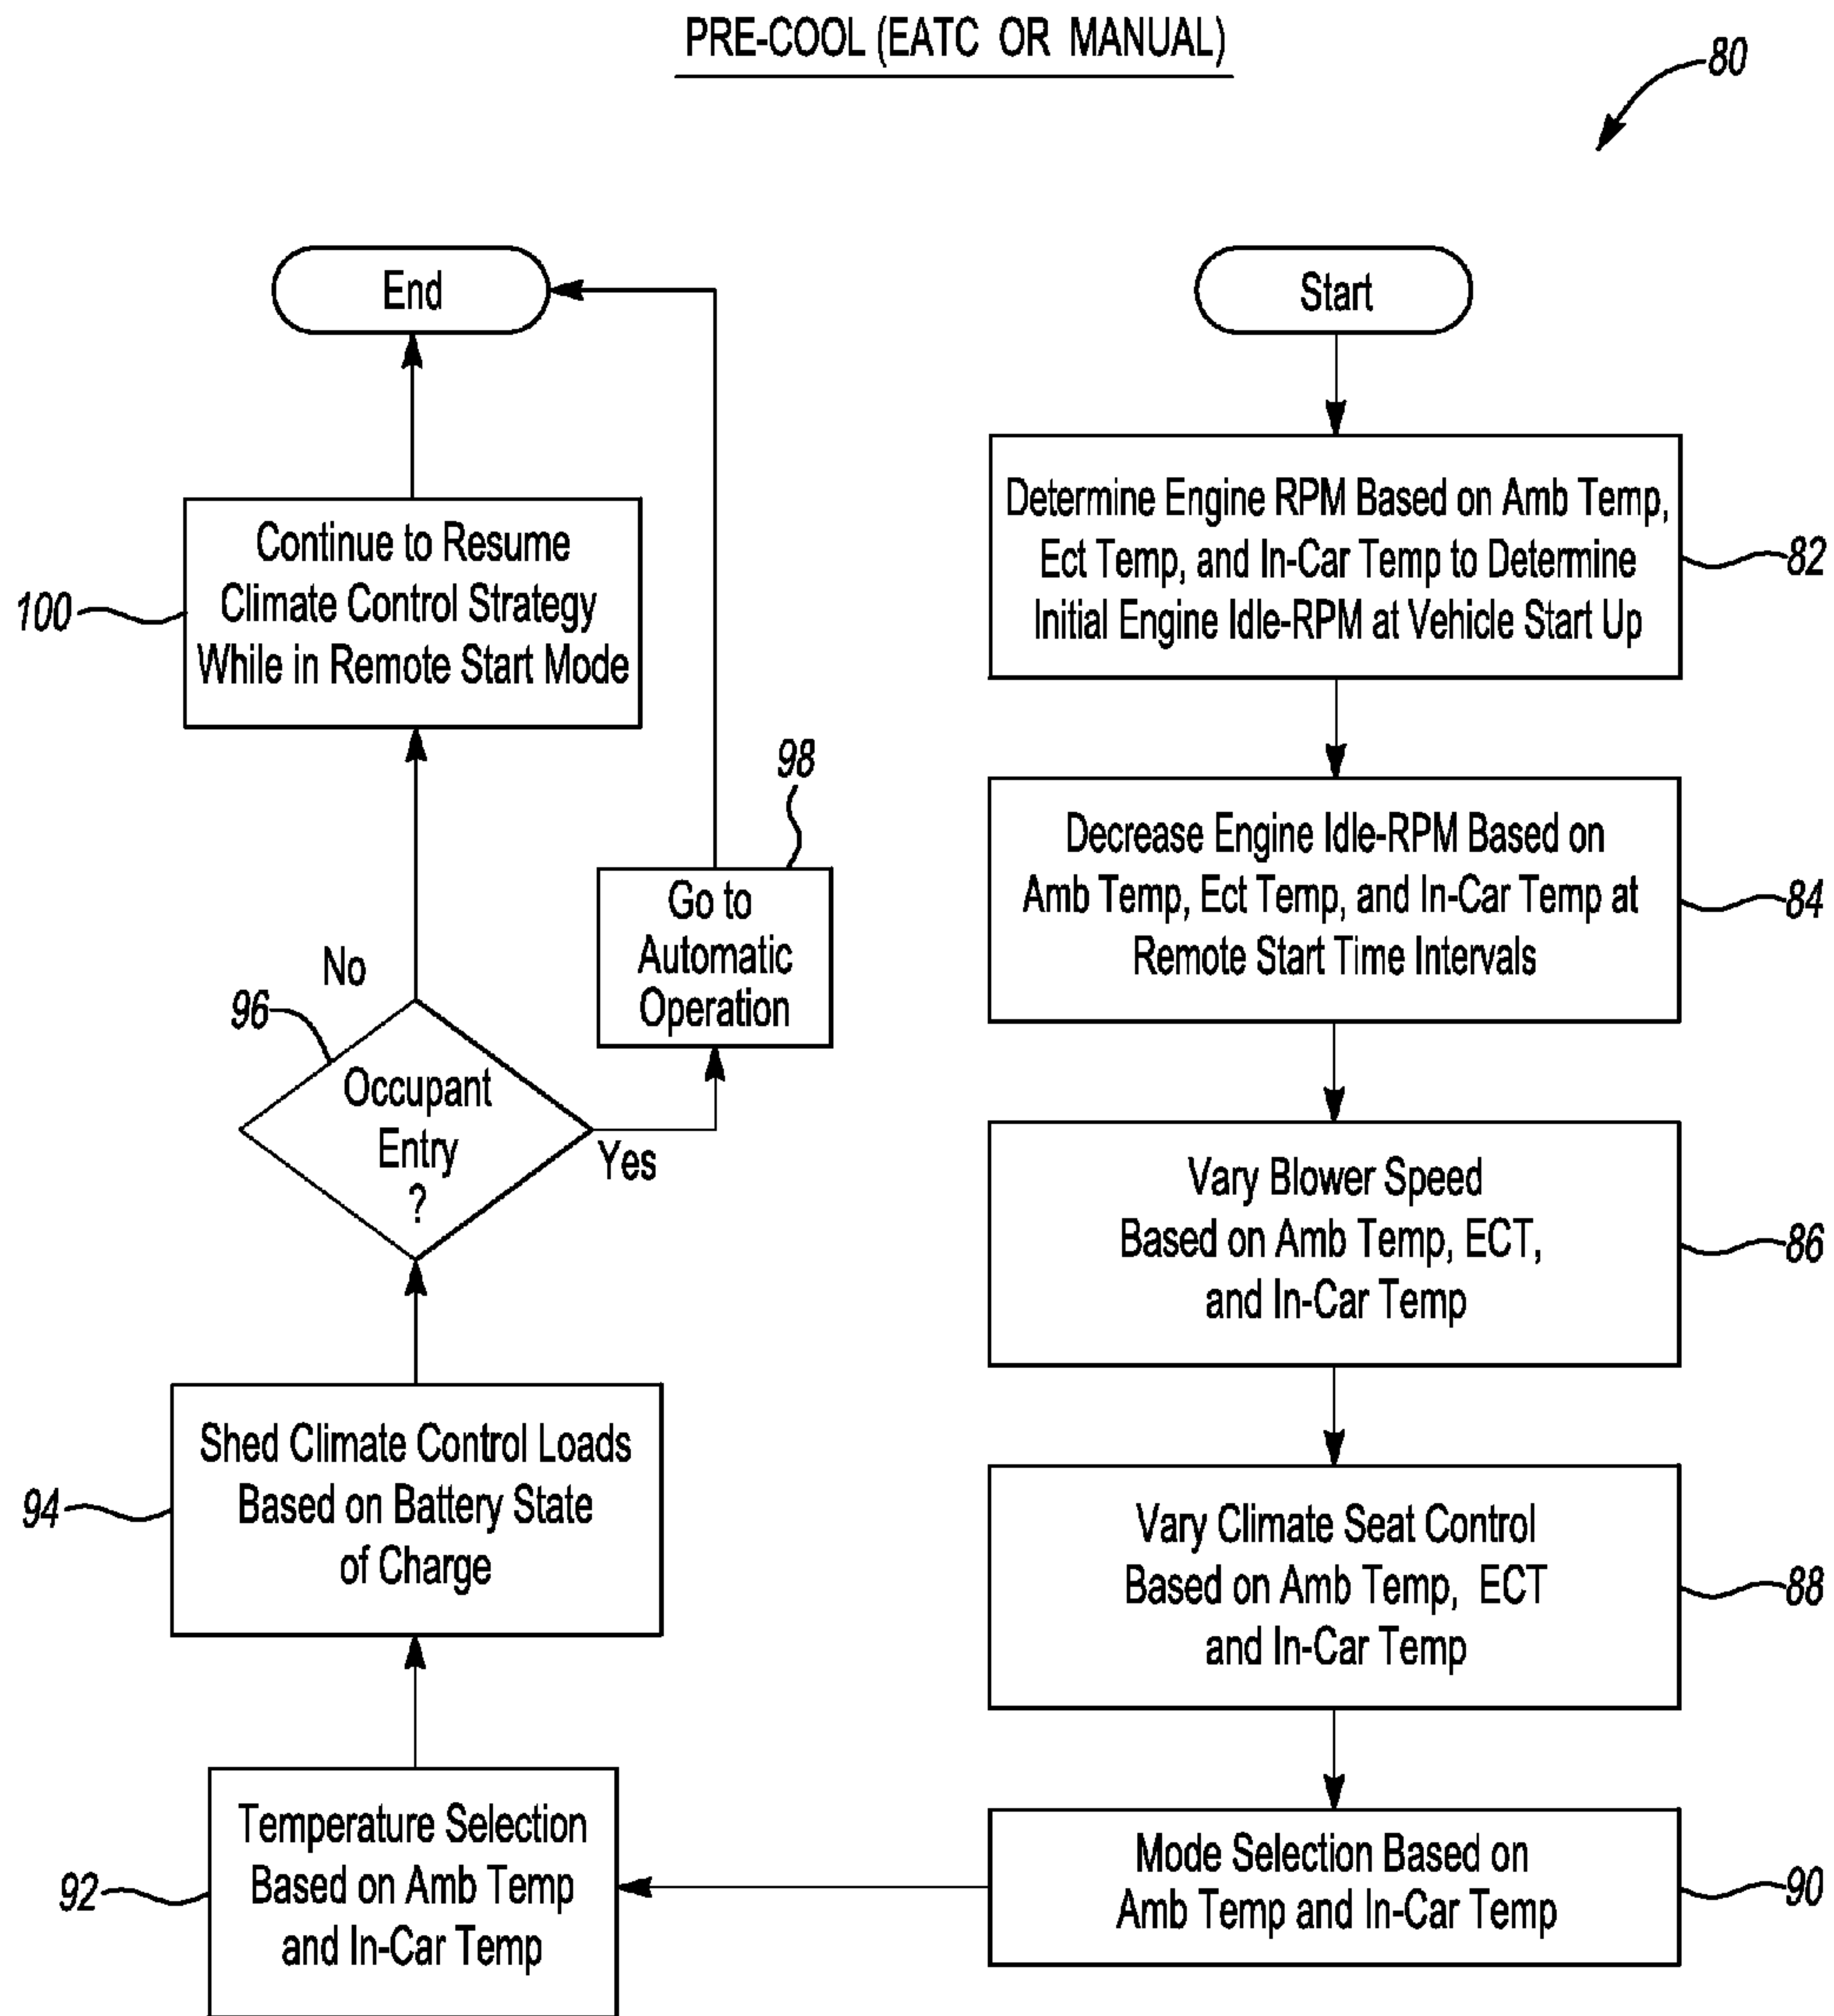 PRE-COOL (EATC OR MANUAL)
80
Start
Determine Engine RPM Based on Amb Temp,
Ect Temp, and In-Car Temp to Determine
Initial Engine Idle-RPM at Vehicle Start Up
82
Decrease Engine Idle-RPM Based on
Amb Temp, Ect Temp, and In-Car Temp at
Remote Start Time Intervals
84
Vary Blower Speed
Based on Amb Temp, ECT,
and In-Car Temp
86
Vary Climate Seat Control
Based on Amb Temp, ECT
and In-Car Temp
88
Mode Selection Based on
Amb Temp and In-Car Temp
90
Temperature Selection
Based on Amb Temp
and In-Car Temp
92
Shed Climate Control Loads
Based on Battery State
of Charge
94
Occupant
Entry
?
96
Yes
No
Go to
Automatic
Operation
98
Continue to Resume
Climate Control Strategy
While in Remote Start Mode
100
End